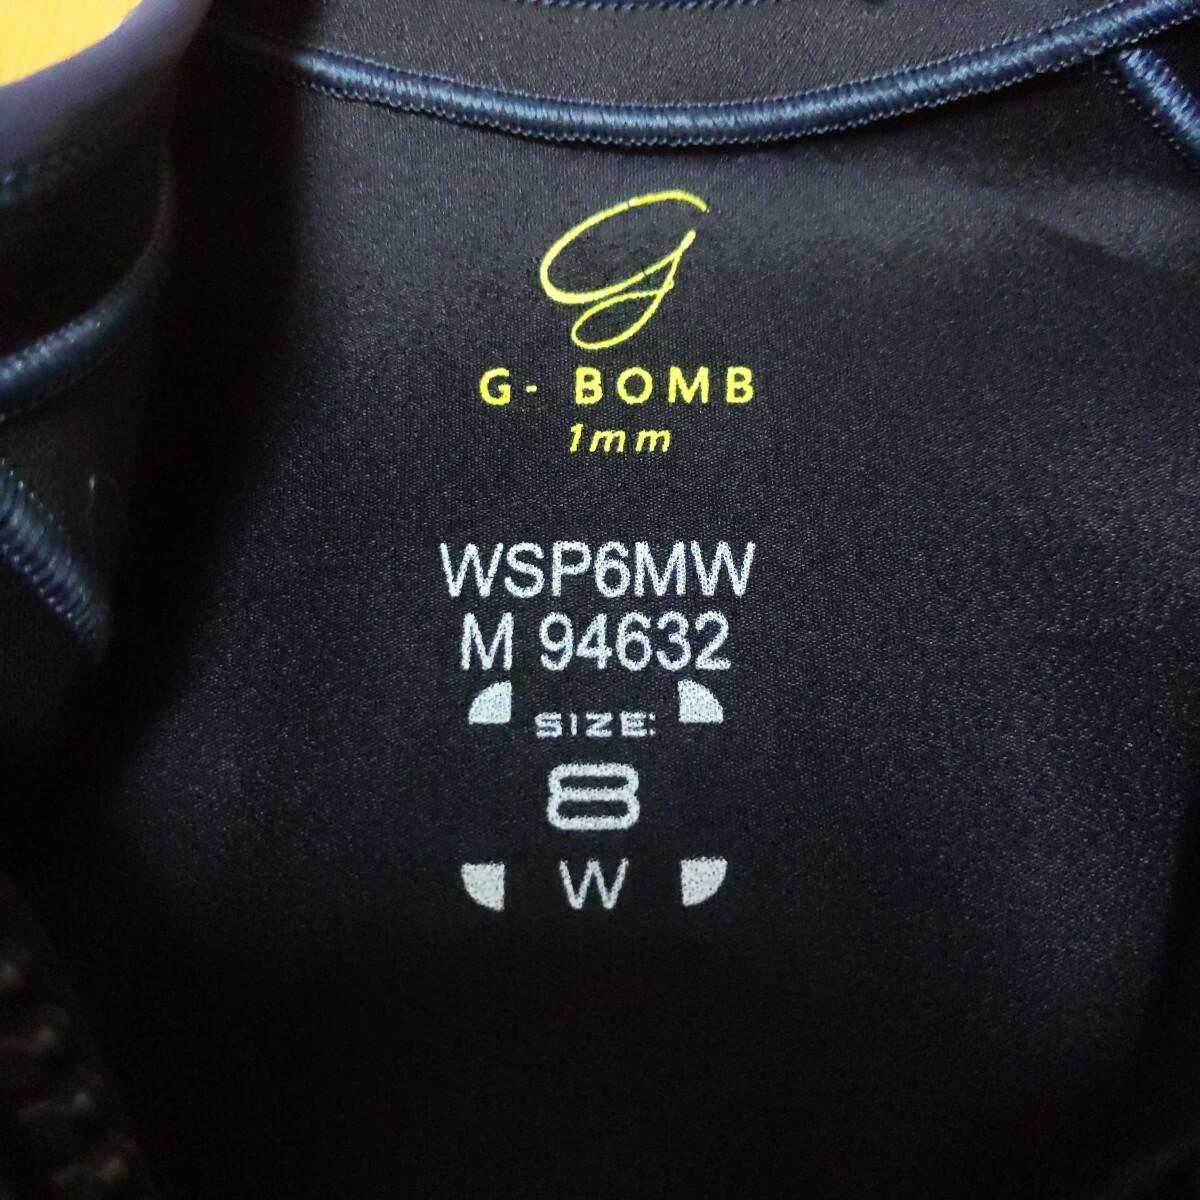 G
G- BOMB
1mm
WSP6MW
M 94632
SIZE:
8
W